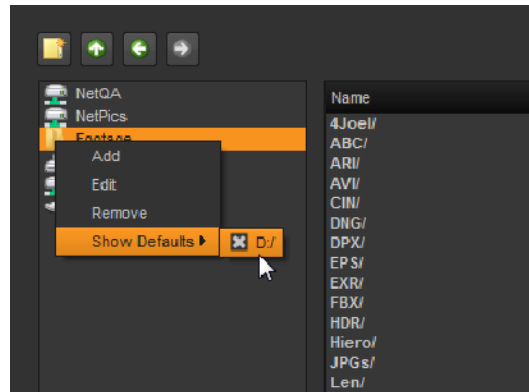 NetQA
NetPics
Footage
Add
Edit
Remove
Show Defaults
D:/
Name
4Joel/
ABC/
ARI/
AVI/
CIN/
DNG/
DPX/
EPS/
EXR/
FBX/
HDR/
Hiero/
JPGs/
Len/